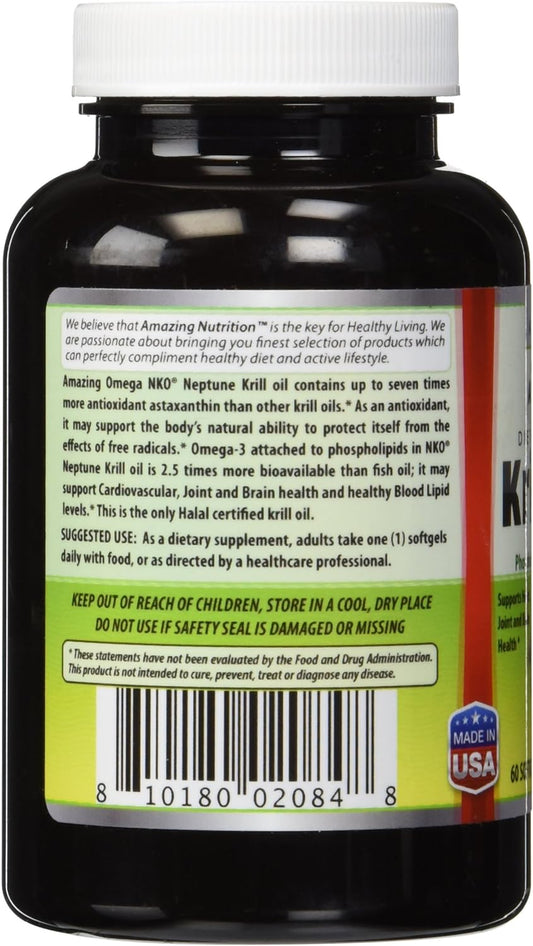 We believe that Amazing Nutrition™ is the key for Healthy Living. We
are passionate about bringing you finest selection of products which
can perfectly compliment healthy diet and active lifestyle.
Amazing Omega NKO® Neptune Krill oil contains up to seven times
more antioxidant astaxanthin than other krill oils.* As an antioxidant,
it may support the body's natural ability to protect itself from the
effects of free radicals.* Omega-3 attached to phospholipids in NKO®
Neptune Krill oil is 2.5 times more bioavailable than fish oil; it may
support Cardiovascular, Joint and Brain health and healthy Blood Lipid
levels.* This is the only Halal certified krill oil.
SUGGESTED USE: As a dietary supplement, adults take one (1) softgels
daily with food, or as directed by a healthcare professional.
KEEP OUT OF REACH OF CHILDREN, STORE IN A COOL, DRY PLACE
DO NOT USE IF SAFETY SEAL IS DAMAGED OR MISSING
*These statements have not been evaluated by the Food and Drug Administration.
This product is not intended to cure, prevent, treat or diagnose any disease.
8 10180 02084 8
MADE IN
USA
Supports
Joint and
Health*
60